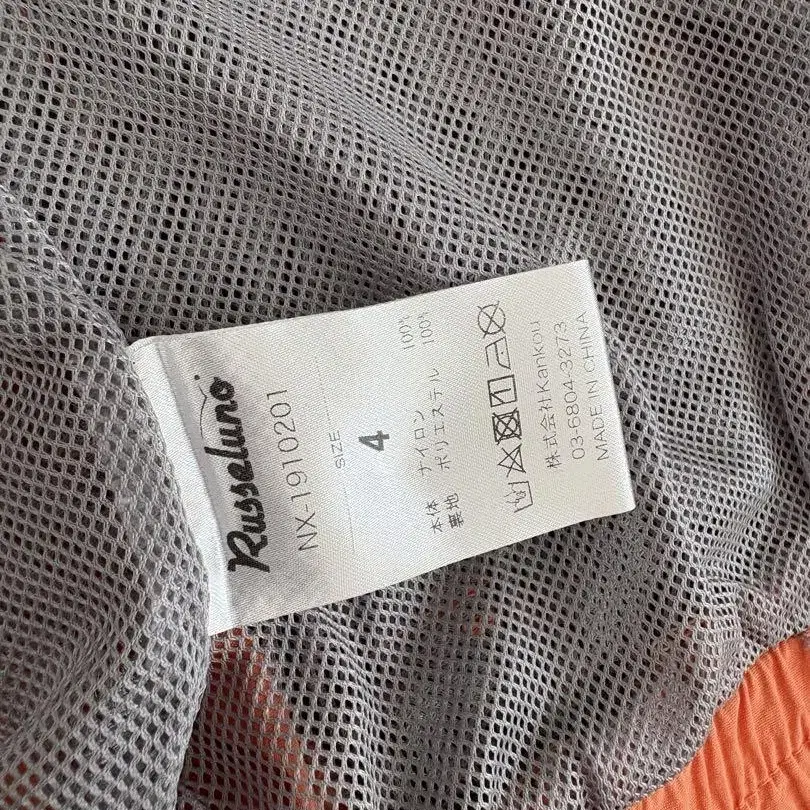 Russeluno
NX-1910201
SIZE
4
本体 ナイロン 100%
裏地 ポリエステル 100%
株式会社Kankou
03-6804-3273
MADE IN CHINA